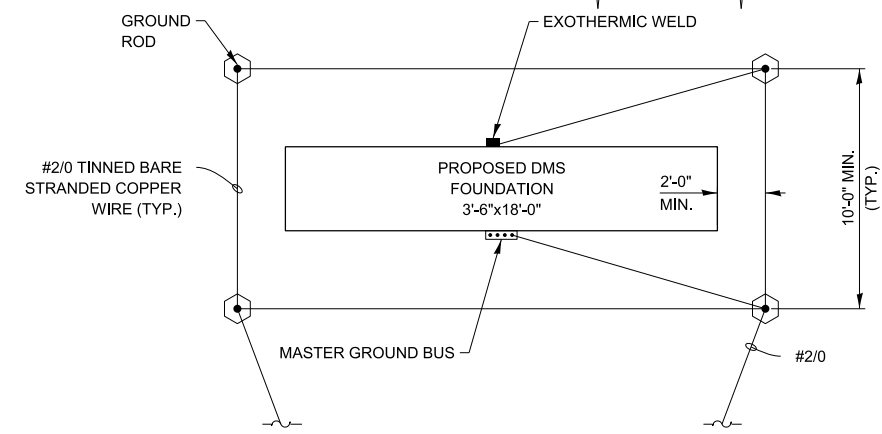 GROUND
ROD
EXOTHERMIC WELD
#2/0 TINNED BARE
STRANDED COPPER
WIRE (TYP.)
PROPOSED DMS
FOUNDATION
3'-6"x18'-0"
2'-0"
MIN.
10'-0" MIN.
(TYP.)
MASTER GROUND BUS
#2/0